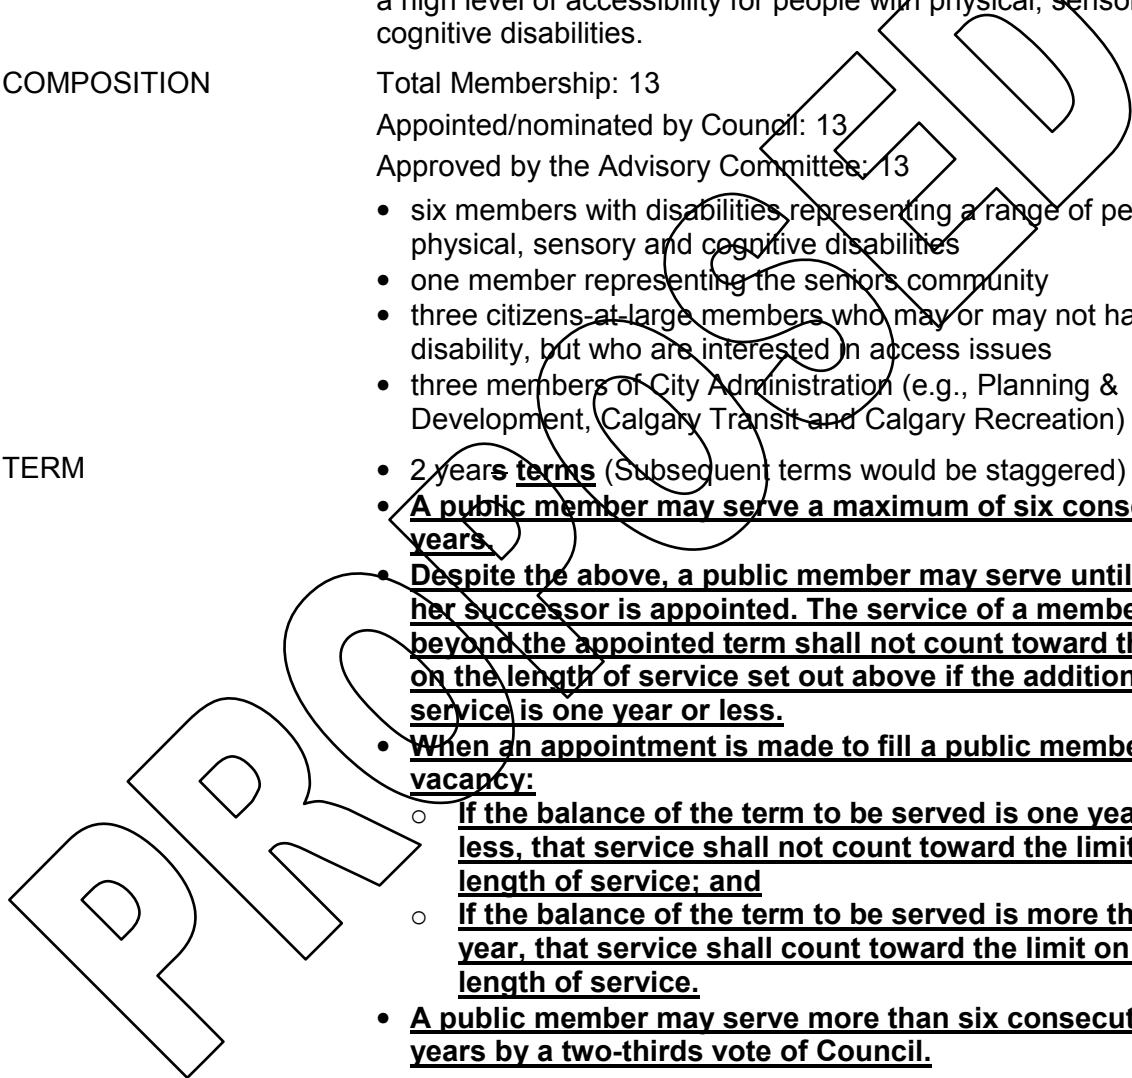 a high level of accessibility for people with physical, sensor
cognitive disabilities.
COMPOSITION Total Membership: 13
Appointed/nominated by Council: 13
Approved by the Advisory Committee: 13
• six members with disabilities representing a range of pe
physical, sensory and cognitive disabilities
• one member representing the seniors community
• three citizens-at-large members who may or may not ha
disability, but who are interested in access issues
• three members of City Administration (e.g., Planning &
Development, Calgary Transit and Calgary Recreation)
TERM • 2 years terms (Subsequent terms would be staggered)
• A public member may serve a maximum of six conse
years.
• Despite the above, a public member may serve until
her successor is appointed. The service of a membe
beyond the appointed term shall not count toward th
on the length of service set out above if the addition
service is one year or less.
• When an appointment is made to fill a public membe
vacancy:
○ If the balance of the term to be served is one yea
less, that service shall not count toward the limit
length of service; and
○ If the balance of the term to be served is more th
year, that service shall count toward the limit on
length of service.
• A public member may serve more than six consecut
years by a two-thirds vote of Council.
PROPOSED